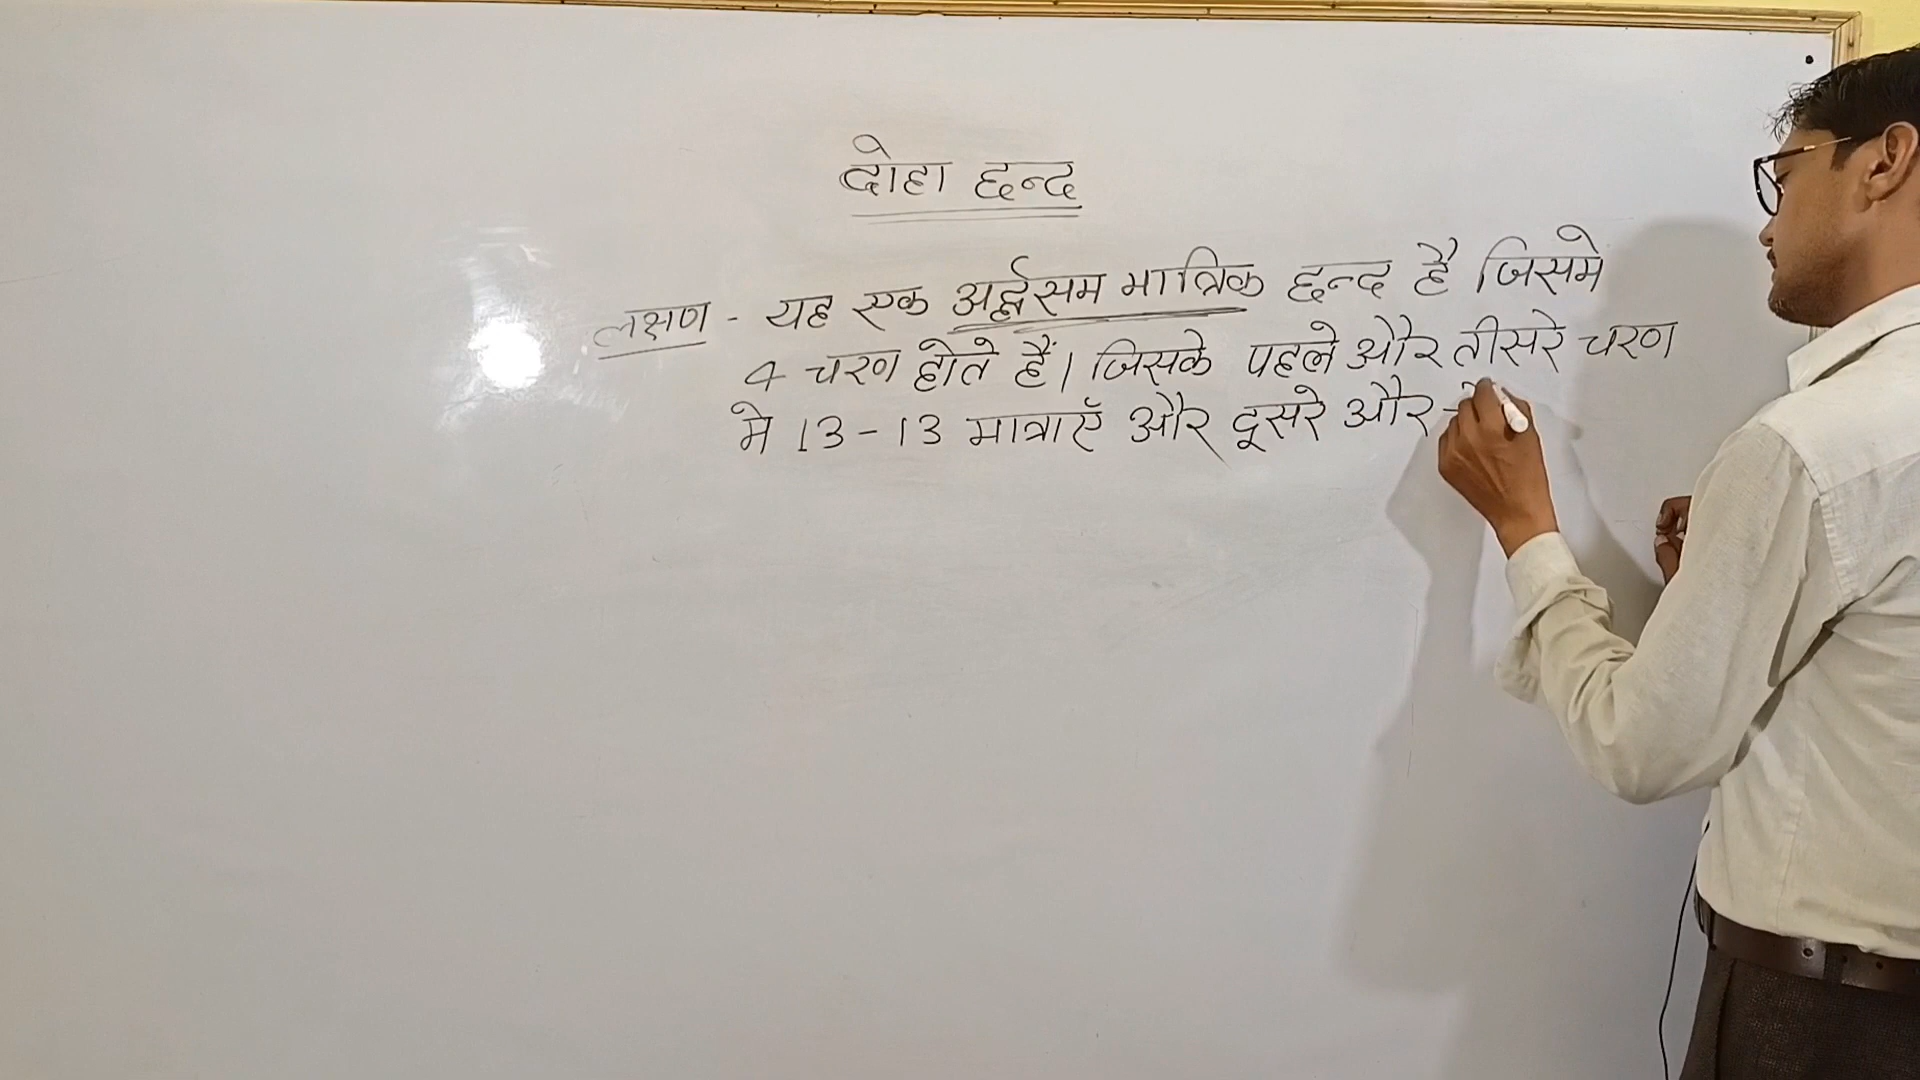 दोहा छन्द
लक्षण - यह एक अर्द्धसम मात्रिक छन्द है जिसमे
4 चरण होते हैं। जिसके पहले और तीसरे चरण
मे 13-13 मात्राएँ और दूसरे और